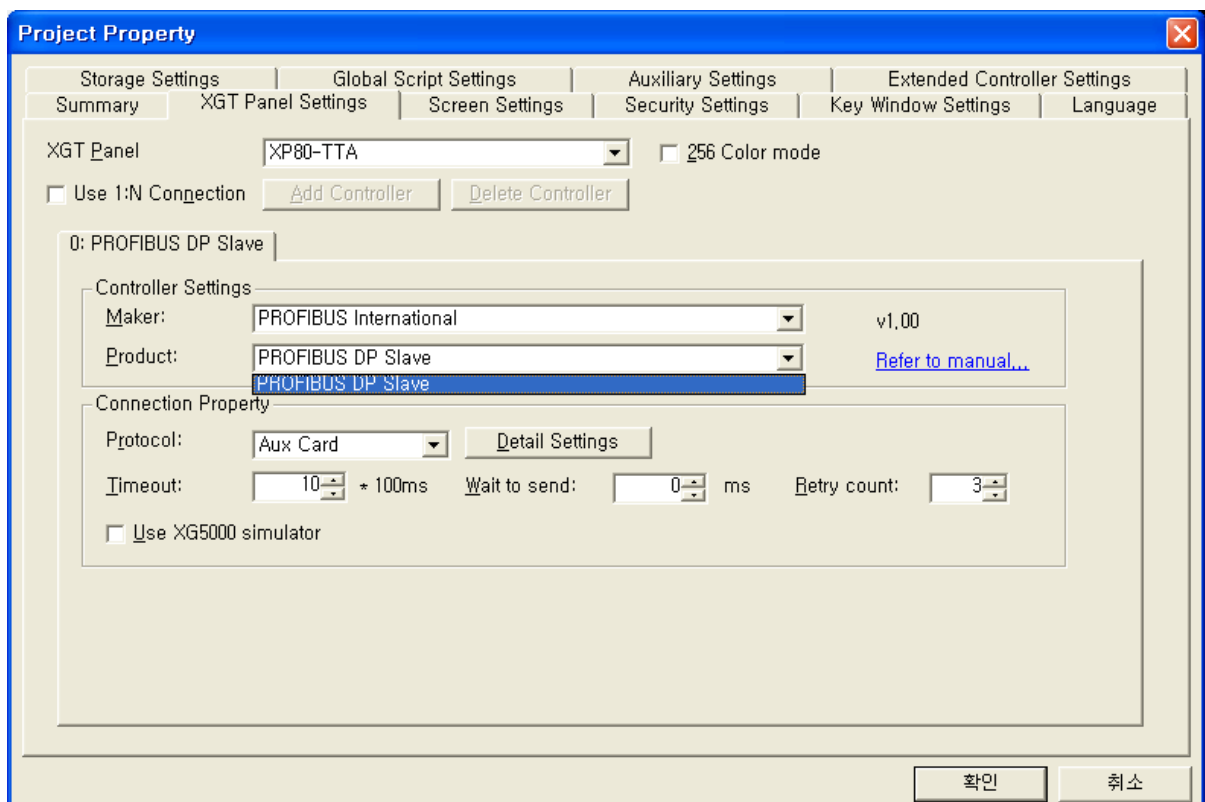 Project Property
Storage Settings Global Script Settings Auxiliary Settings Extended Controller Settings
Summary XGT Panel Settings Screen Settings Security Settings Key Window Settings Language
XGT Panel XP80-TTA 256 Color mode
Use 1:N Connection Add Controller Delete Controller
0: PROFIBUS DP Slave
Controller Settings
Maker: PROFIBUS International v1,00
Product: PROFIBUS DP Slave Refer to manual,,,
PROFIBUS DP Slave
Connection Property
Protocol: Aux Card Detail Settings
Timeout: 10 * 100ms Wait to send: 0 ms Retry count: 3
Use XG5000 simulator
확인 취소